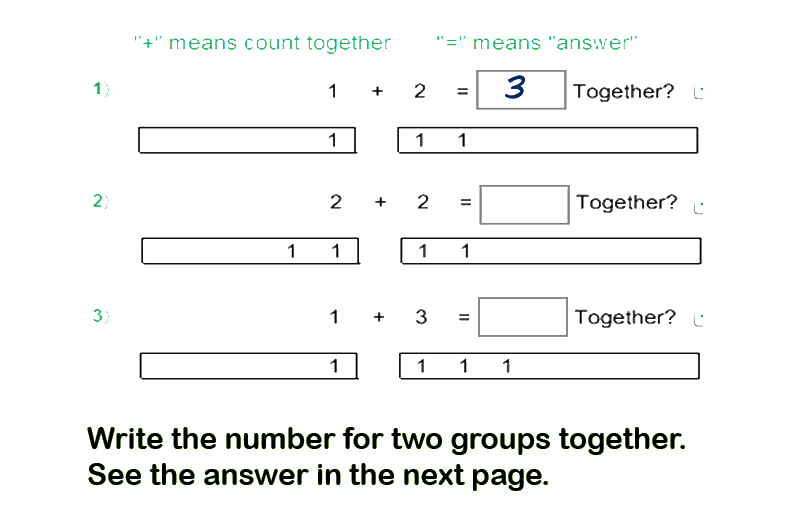 "+" means count together "=" means "answer"
1) 1 + 2 = 3 Together?
1 1 1
2) 2 + 2 = Together?
1 1 1 1
3) 1 + 3 = Together?
1 1 1 1
Write the number for two groups together.
See the answer in the next page.